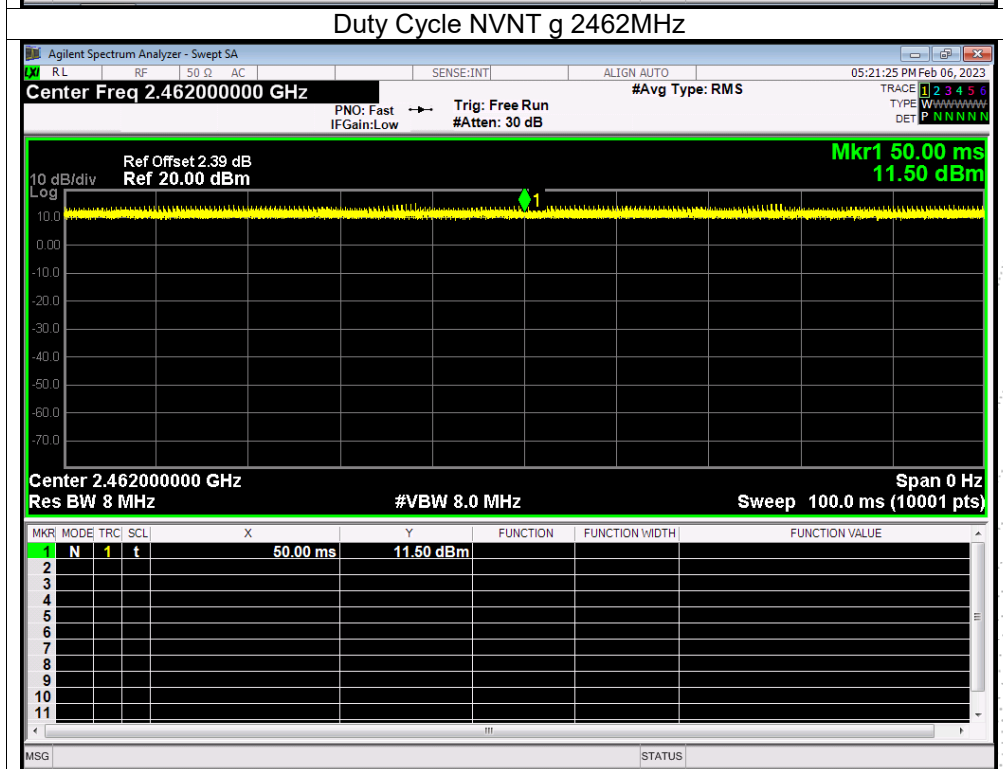 Duty Cycle NVNT g 2462MHz
Agilent Spectrum Analyzer - Swept SA
LXI RL RF 50 Ω AC SENSE:INT ALIGN AUTO 05:21:25 PM Feb 06, 2023
Center Freq 2.462000000 GHz #Avg Type: RMS TRACE 1 2 3 4 5 6
PNO: Fast Trig: Free Run TYPE W
IFGain:Low #Atten: 30 dB DET P N N N N N
Mkr1 50.00 ms
11.50 dBm
Ref Offset 2.39 dB
10 dB/div Ref 20.00 dBm
Log
1
10.0
0.00
-10.0
-20.0
-30.0
-40.0
-50.0
-60.0
-70.0
Center 2.462000000 GHz Span 0 Hz
Res BW 8 MHz #VBW 8.0 MHz Sweep 100.0 ms (10001 pts)
MKR MODE TRC SCL X Y FUNCTION FUNCTION WIDTH FUNCTION VALUE
1 N 1 t 50.00 ms 11.50 dBm
2
3
4
5
6
7
8
9
10
11
MSG STATUS